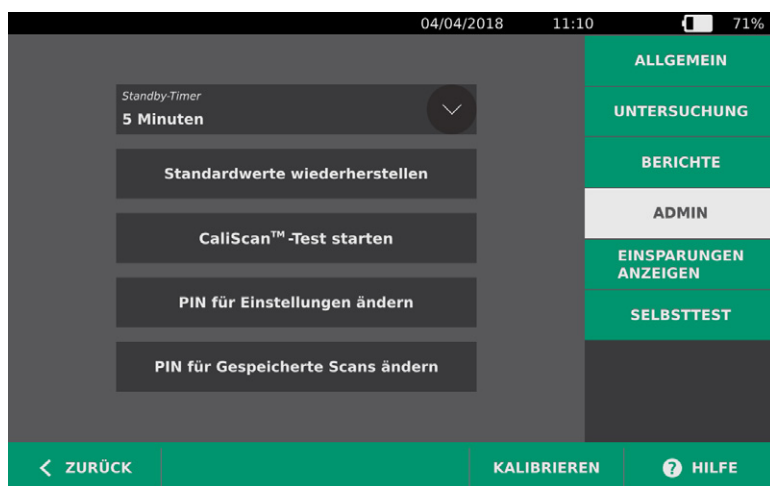 04/04/2018 11:10 71%
Standby-Timer
5 Minuten
Standardwerte wiederherstellen
CaliScan™-Test starten
PIN für Einstellungen ändern
PIN für Gespeicherte Scans ändern
ALLGEMEIN
UNTERSUCHUNG
BERICHTE
ADMIN
EINSPARUNGEN
ANZEIGEN
SELBSTTEST
ZURÜCK KALIBRIEREN ? HILFE